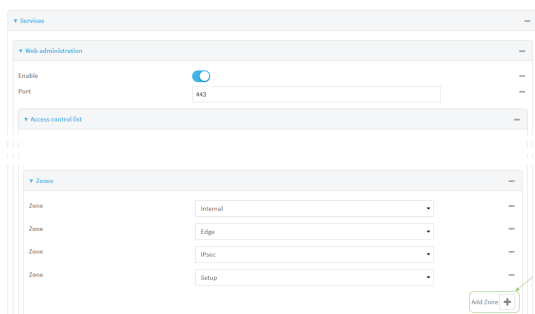 Services
Web administration
Enable
Port 443
Access control list
Zones
Zone Internal
Zone Edge
Zone IPsec
Zone Setup
Add Zone